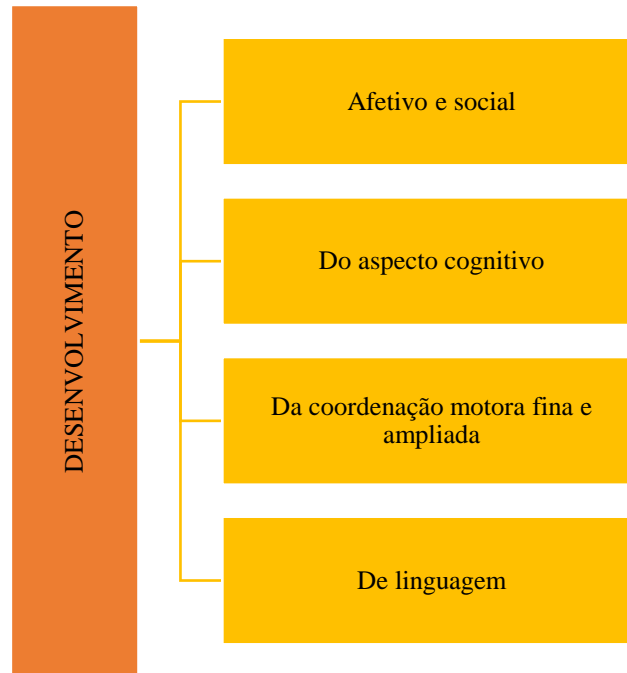 DESENVOLVIMENTO
Afetivo e social
Do aspecto cognitivo
Da coordenação motora fina e
ampliada
De linguagem